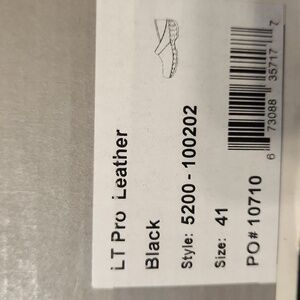 LT Pro Leather
Black
Style: 5200 - 100202
Size: 41
PO# 10710
6 73088 35717 7